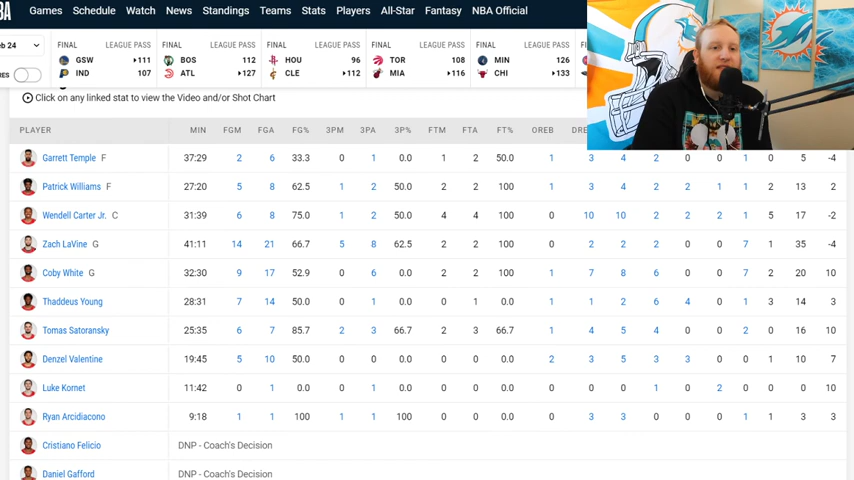 BA Games Schedule Watch News Standings Teams Stats Players All-Star Fantasy NBA Official
eb 24
RES
FINAL LEAGUE PASS
GSW 111
IND 107
FINAL LEAGUE PASS
BOS 112
ATL 127
FINAL LEAGUE PASS
HOU 96
CLE 112
FINAL LEAGUE PASS
TOR 108
MIA 116
FINAL LEAGUE PASS
MIN 126
CHI 133
FINAL
Click on any linked stat to view the Video and/or Shot Chart
PLAYER MIN FGM FGA FG% 3PM 3PA 3P% FTM FTA FT% OREB DRE
Garrett Temple F 37:29 2 6 33.3 0 1 0.0 1 2 50.0 1 3 4 2 0 0 1 0 5 -4
Patrick Williams F 27:20 5 8 62.5 1 2 50.0 2 2 100 1 3 4 2 2 1 1 2 13 2
Wendell Carter Jr. C 31:39 6 8 75.0 1 2 50.0 4 4 100 0 10 10 2 2 2 1 5 17 -2
Zach LaVine G 41:11 14 21 66.7 5 8 62.5 2 2 100 0 2 2 2 0 0 7 1 35 -4
Coby White G 32:30 9 17 52.9 0 6 0.0 2 2 100 1 7 8 6 0 0 7 2 20 10
Thaddeus Young 28:31 7 14 50.0 0 1 0.0 0 1 0.0 1 1 2 6 4 0 1 3 14 3
Tomas Satoransky 25:35 6 7 85.7 2 3 66.7 2 3 66.7 1 4 5 4 0 0 2 0 16 10
Denzel Valentine 19:45 5 10 50.0 0 0 0.0 0 0 0.0 2 3 5 3 3 0 0 1 10 7
Luke Kornet 11:42 0 1 0.0 0 1 0.0 0 0 0.0 0 0 0 1 0 2 0 0 0 10
Ryan Arcidiacono 9:18 1 1 100 1 1 100 0 0 0.0 0 3 3 0 0 0 1 1 3 3
Cristiano Felicio DNP - Coach's Decision
Daniel Gafford DNP - Coach's Decision